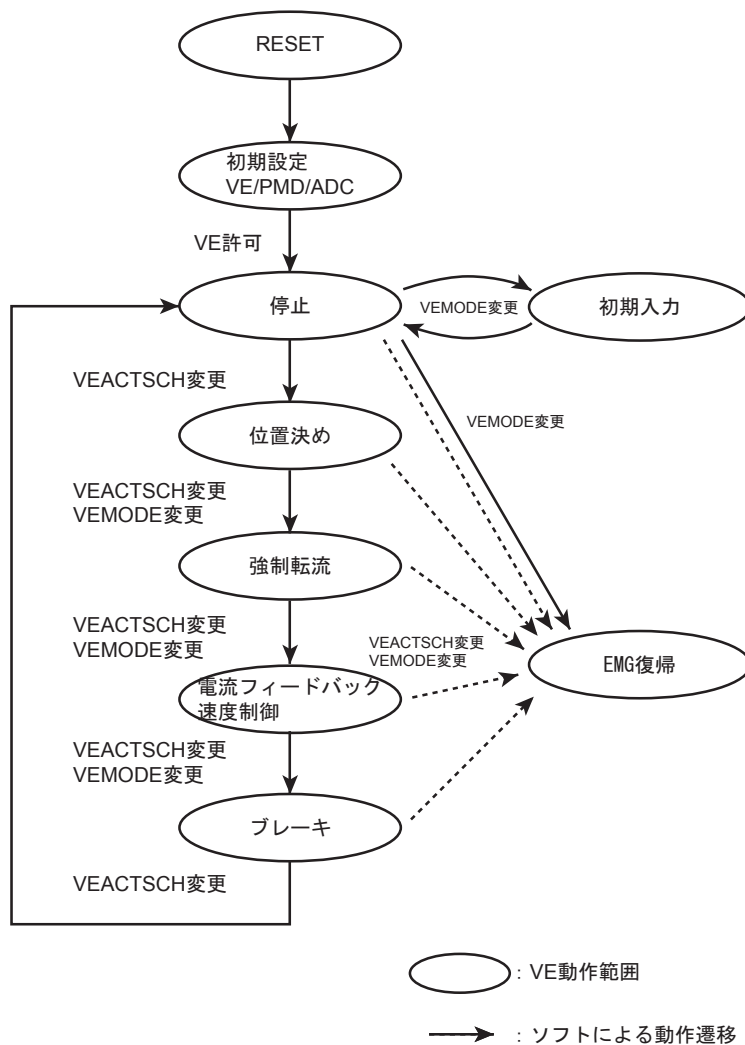 RESET
初期設定
VE/PMD/ADC
VE許可
停止
VEMODE変更
初期入力
VEACTSCH変更
VEMODE変更
位置決め
VEACTSCH変更
VEMODE変更
強制転流
VEACTSCH変更
VEMODE変更
VEACTSCH変更
VEMODE変更
EMG復帰
電流フィードバック
速度制御
VEACTSCH変更
VEMODE変更
ブレーキ
VEACTSCH変更
: VE動作範囲
: ソフトによる動作遷移